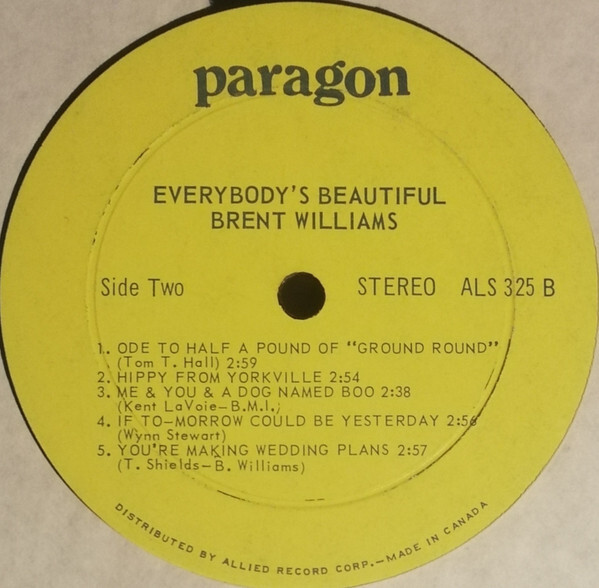 paragon
EVERYBODY'S BEAUTIFUL
BRENT WILLIAMS
Side Two STEREO ALS 325 B
1. ODE TO HALF A POUND OF "GROUND ROUND"
(Tom T. Hall) 2:59
2. HIPPY FROM YORKVILLE 2:54
3. ME & YOU & A DOG NAMED BOO 2:38
(Kent LaVoie-B.M.I.)
4. IF TO-MORROW COULD BE YESTERDAY 2:56
(Wynn Stewart)
5. YOU'RE MAKING WEDDING PLANS 2:57
(T. Shields-B. Williams)
DISTRIBUTED BY ALLIED RECORD CORP.-MADE IN CANADA